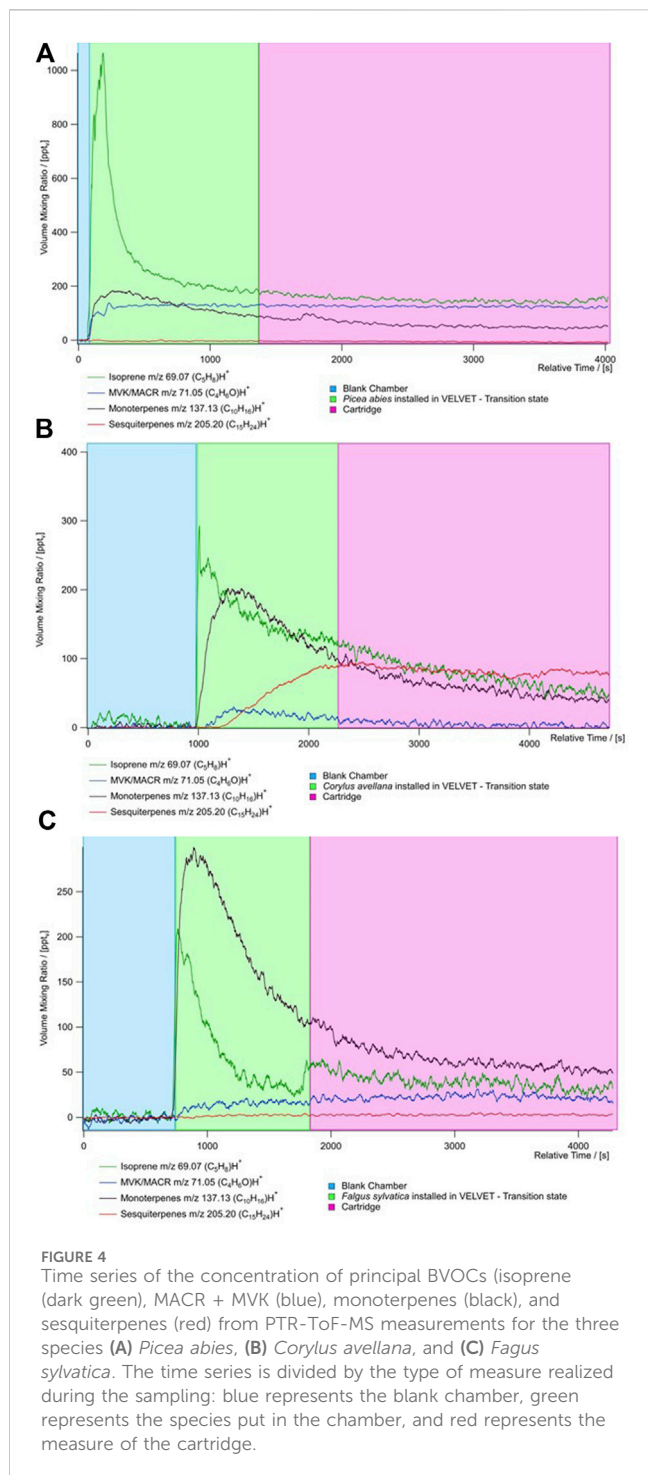 A
Volume Mixing Ratio / [pptv]
1000
800
600
400
200
0
0
1000
2000
3000
4000
Relative Time / [s]
Isoprene m/z 69.07 (C5H8)H+
MVK/MACR m/z 71.05 (C4H6O)H+
Monoterpenes m/z 137.13 (C10H16)H+
Sesquiterpenes m/z 205.20 (C15H24)H+
Blank Chamber
Picea abies installed in VELVET - Transition state
Cartridge
B
Volume Mixing Ratio / [pptv]
400
300
200
100
0
0
1000
2000
3000
4000
Relative Time / [s]
Isoprene m/z 69.07 (C5H8)H+
MVK/MACR m/z 71.05 (C4H6O)H+
Monoterpenes m/z 137.13 (C10H16)H+
Sesquiterpenes m/z 205.20 (C15H24)H+
Blank Chamber
Corylus avellana installed in VELVET - Transition state
Cartridge
C
Volume Mixing Ratio / [pptv]
250
200
150
100
50
0
0
1000
2000
3000
4000
Relative Time / [s]
Isoprene m/z 69.07 (C5H8)H+
MVK/MACR m/z 71.05 (C4H6O)H+
Monoterpenes m/z 137.13 (C10H16)H+
Sesquiterpenes m/z 205.20 (C15H24)H+
Blank Chamber
Falgus sylvatica installed in VELVET - Transition state
Cartridge
FIGURE 4
Time series of the concentration of principal BVOCs (isoprene
(dark green), MACR + MVK (blue), monoterpenes (black), and
sesquiterpenes (red) from PTR-ToF-MS measurements for the three
species (A) Picea abies, (B) Corylus avellana, and (C) Fagus
sylvatica. The time series is divided by the type of measure realized
during the sampling: blue represents the blank chamber, green
represents the species put in the chamber, and red represents the
measure of the cartridge.